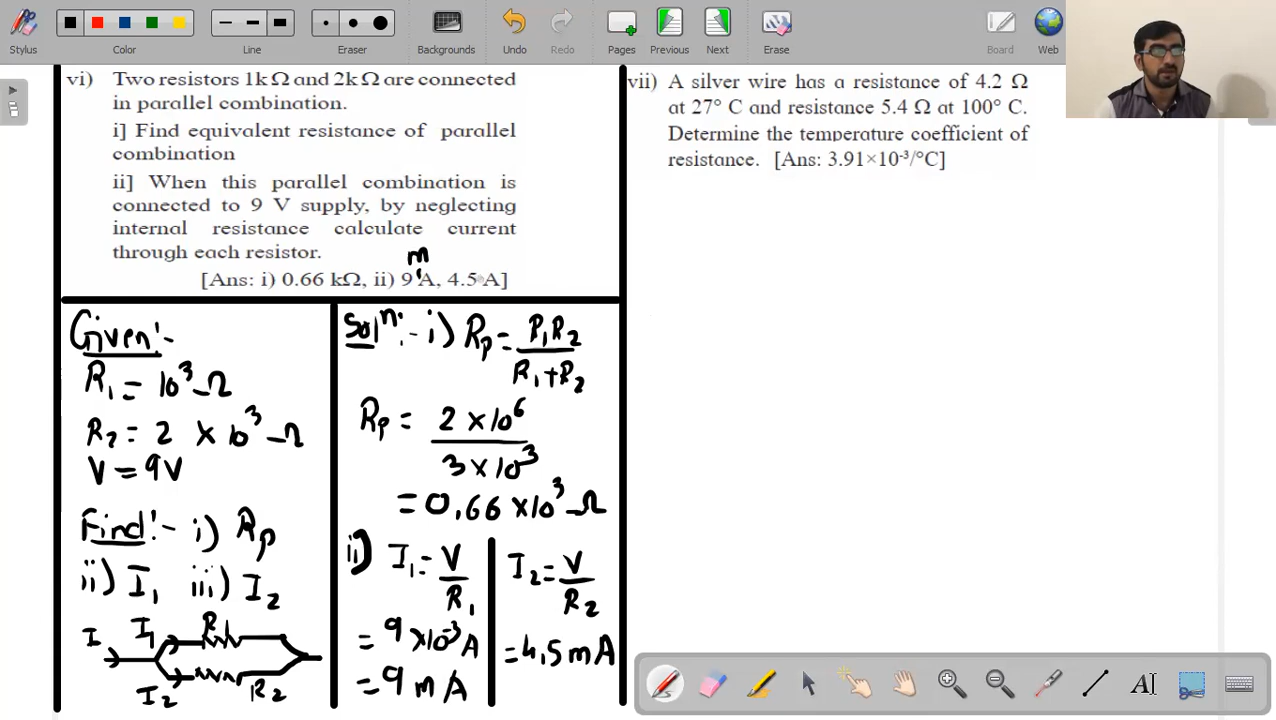 Stylus
Color
Line
Eraser
Backgrounds
Undo
Redo
Pages
Previous
Next
Erase
Board
Web
vi) Two resistors 1k Ω and 2k Ω are connected
in parallel combination.
i] Find equivalent resistance of parallel
combination
ii] When this parallel combination is
connected to 9 V supply, by neglecting
internal resistance calculate current
through each resistor.
m
[Ans: i) 0.66 kΩ, ii) 9 A, 4.5 A]
Given:-
R₁ = 10³ Ω
R₂ = 2 × 10³ Ω
V = 9V
Find:- i) Rp
ii) I₁ iii) I₂
I I₁ R₁
I₂ R₂
Solⁿ:- i) Rp = R₁R₂ / R₁+R₂
Rp = 2 × 10⁶ / 3 × 10³
= 0.66 × 10³ Ω
ii) I₁ = V / R₁
= 9 × 10⁻³ A
= 9 m A
I₂ = V / R₂
= 4.5 m A
vii) A silver wire has a resistance of 4.2 Ω
at 27° C and resistance 5.4 Ω at 100° C.
Determine the temperature coefficient of
resistance. [Ans: 3.91×10⁻³/°C]